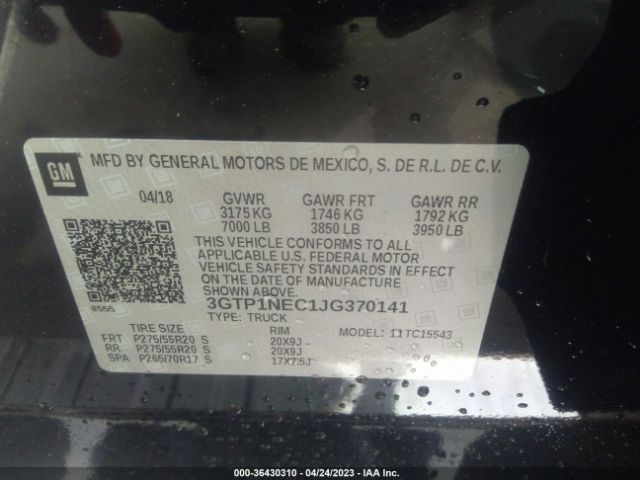 GM ® MFD BY GENERAL MOTORS DE MEXICO, S. DE R.L. DE C.V.
04/18 GVWR GAWR FRT GAWR RR
3175 KG 1746 KG 1792 KG
7000 LB 3850 LB 3950 LB
THIS VEHICLE CONFORMS TO ALL
APPLICABLE U.S. FEDERAL MOTOR
VEHICLE SAFETY STANDARDS IN EFFECT
ON THE DATE OF MANUFACTURE
SHOWN ABOVE.
8555 3GTP1NEC1JG370141
TYPE: TRUCK
TIRE SIZE RIM MODEL: 11TC15543
FRT P275/55R20 S 20X9J
RR P275/55R20 S 20X9J
SPA P265/70R17 S 17X7.5J
000-36430310 - 04/24/2023 - IAA Inc.